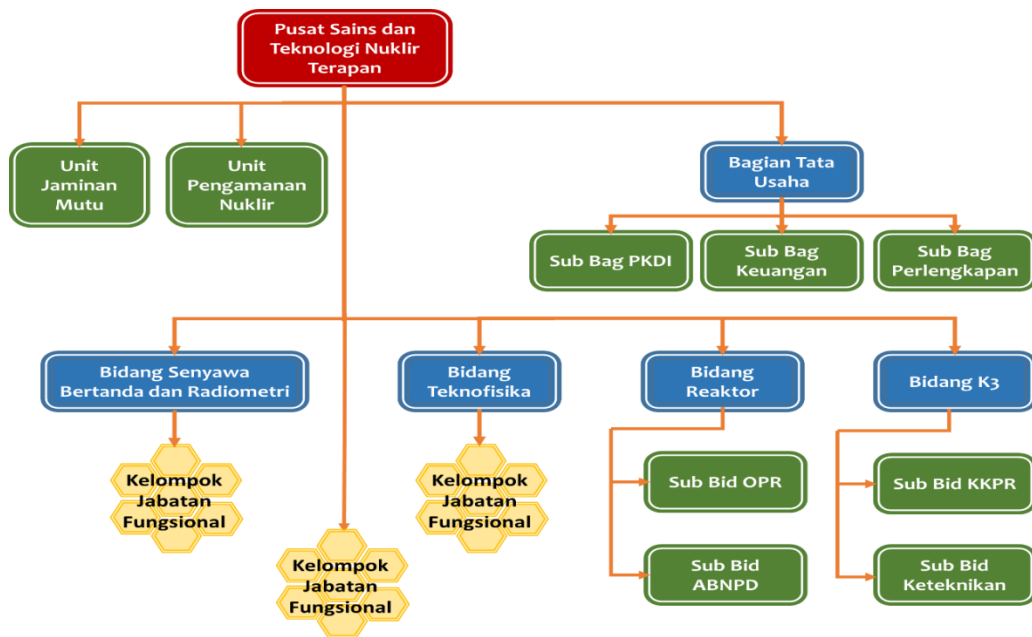 Pusat Sains dan
Teknologi Nuklir
Terapan
Unit
Jaminan
Mutu
Unit
Pengamanan
Nuklir
Bagian Tata
Usaha
Sub Bag PKDI
Sub Bag
Keuangan
Sub Bag
Perlengkapan
Bidang Senyawa
Bertanda dan Radiometri
Bidang
Teknofisika
Bidang
Reaktor
Bidang K3
Kelompok
Jabatan
Fungsional
Kelompok
Jabatan
Fungsional
Kelompok
Jabatan
Fungsional
Sub Bid OPR
Sub Bid KKPR
Sub Bid
ABNPD
Sub Bid
Keteknikan